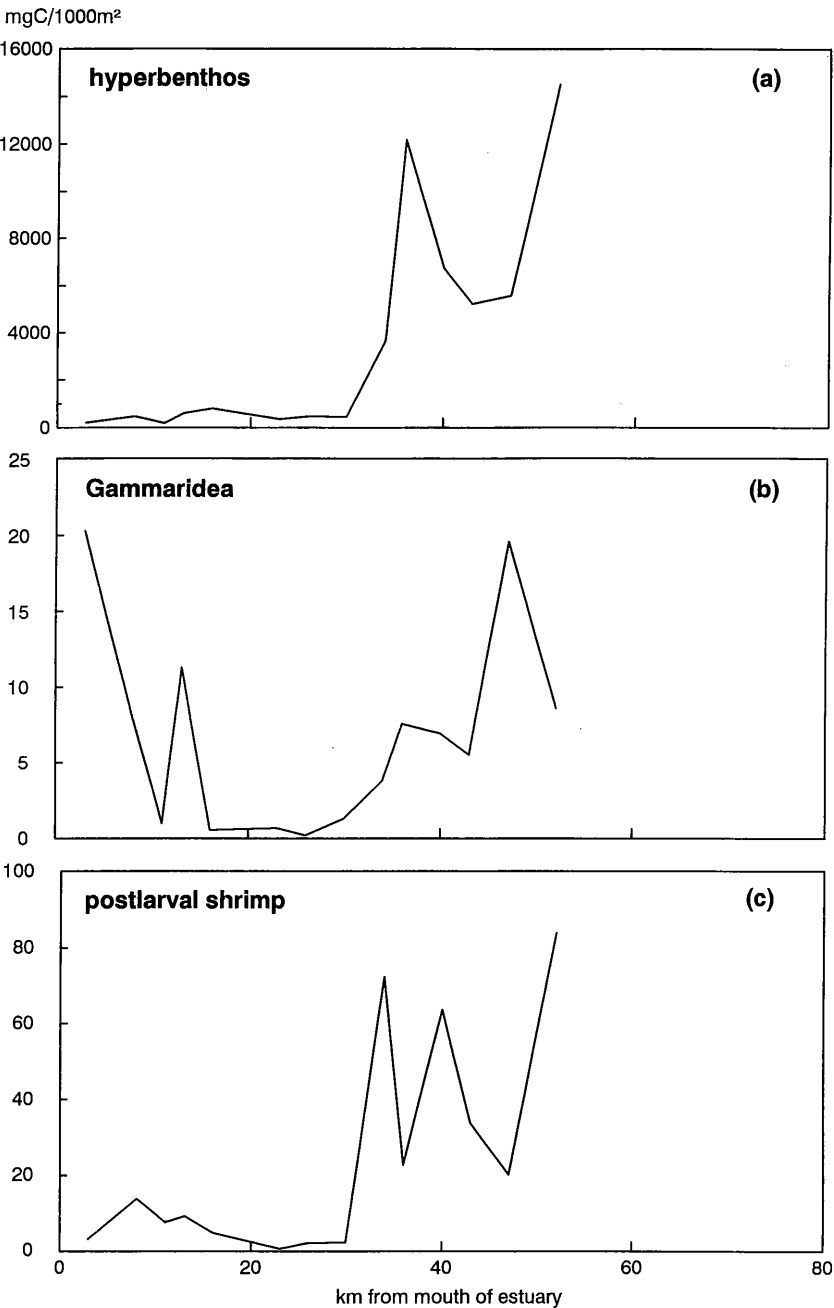 mgC/1000m²
16000
hyperbenthos (a)
12000
8000
4000
0
25
Gammaridea (b)
20
15
10
5
0
100
postlarval shrimp (c)
80
60
40
20
0
0 20 40 60 80
km from mouth of estuary